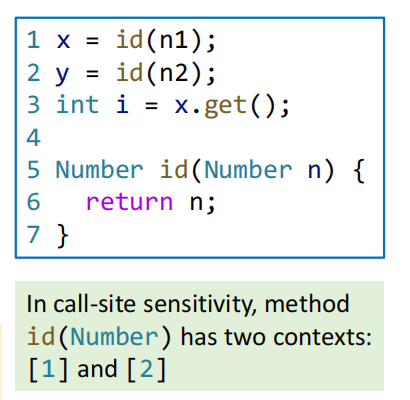 1 x = id(n1);
2 y = id(n2);
3 int i = x.get();
4
5 Number id(Number n) {
6   return n;
7 }
In call-site sensitivity, method
id(Number) has two contexts:
[1] and [2]